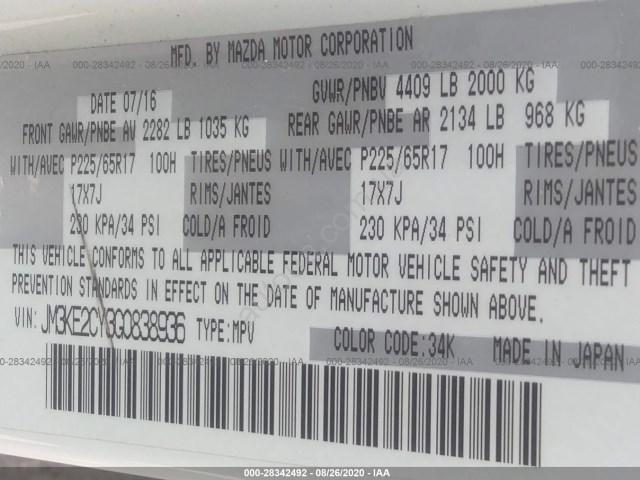 MFD. BY MAZDA MOTOR CORPORATION
DATE 07/16 GVWR/PNBV 4409 LB 2000 KG
FRONT GAWR/PNBE AV 2282 LB 1035 KG REAR GAWR/PNBE AR 2134 LB 968 KG
WITH/AVEC P225/65R17 100H TIRES/PNEUS WITH/AVEC P225/65R17 100H TIRES/PNEUS
17X7J RIMS/JANTES 17X7J RIMS/JANTES
230 KPA/34 PSI COLD/A FROID 230 KPA/34 PSI COLD/A FROID
THIS VEHICLE CONFORMS TO ALL APPLICABLE FEDERAL MOTOR VEHICLE SAFETY AND THEFT
PREVENTION STANDARDS IN EFFECT ON THE DATE OF MANUFACTURE SHOWN ABOVE.
VIN: JM3KE2CY3G0838936 TYPE:MPV
COLOR CODE:34K MADE IN JAPAN
000-28342492 - 08/26/2020 - IAA